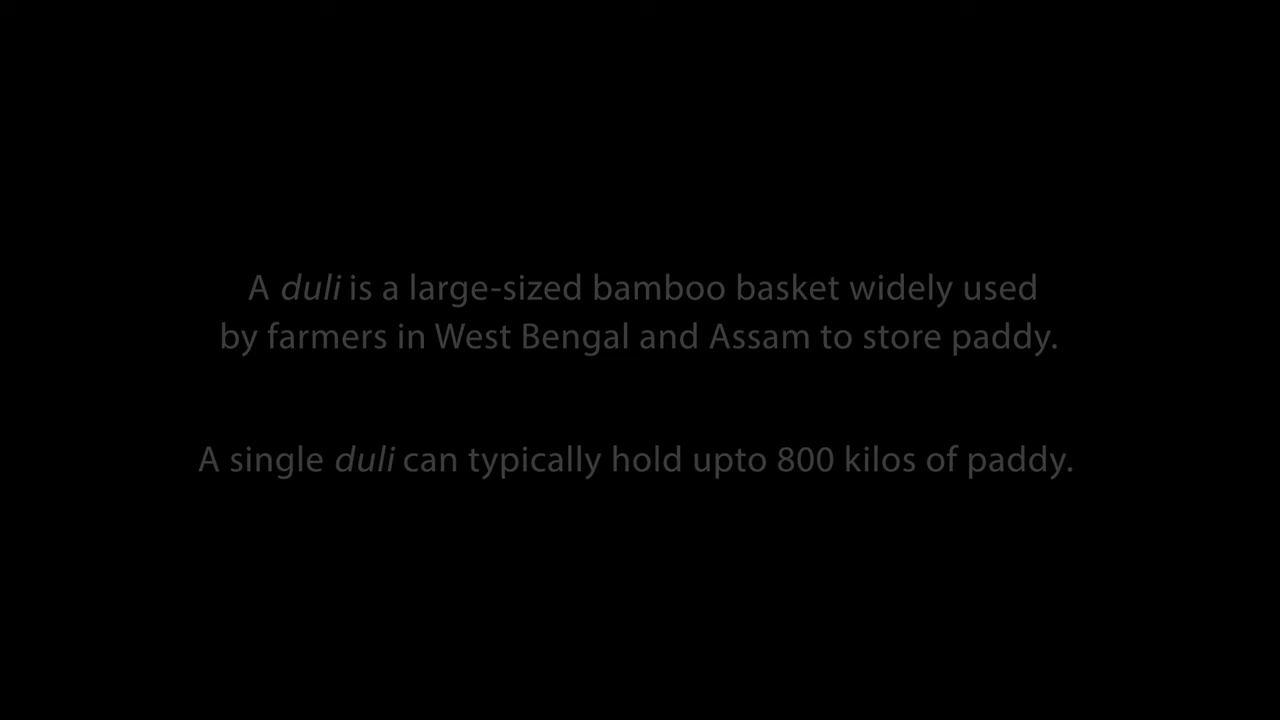 A duli is a large-sized bamboo basket widely used
by farmers in West Bengal and Assam to store paddy.
A single duli can typically hold upto 800 kilos of paddy.